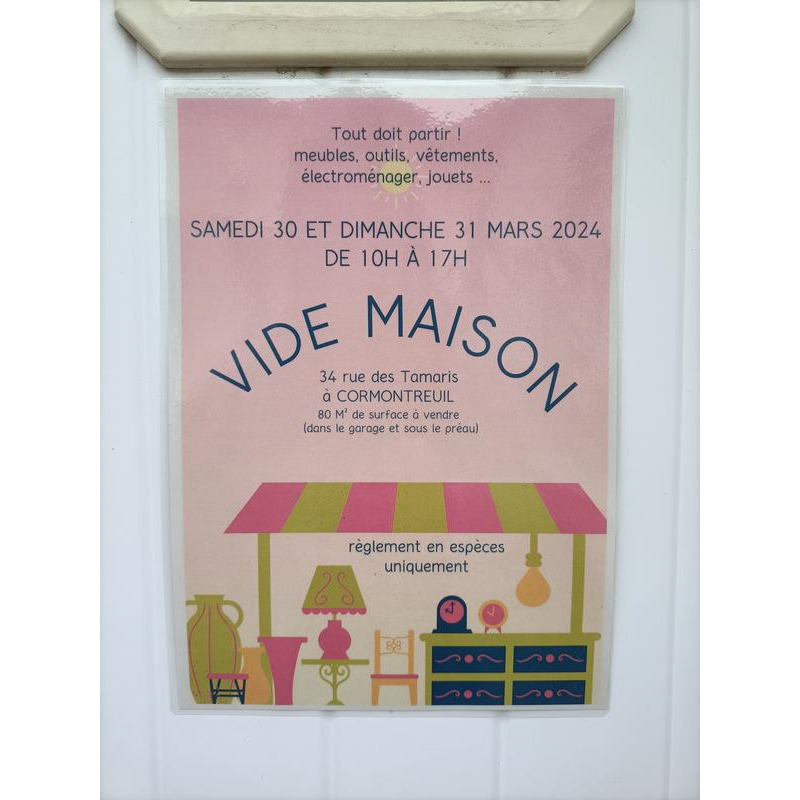 Tout doit partir !
meubles, outils, vêtements,
électroménager, jouets ...
SAMEDI 30 ET DIMANCHE 31 MARS 2024
DE 10H À 17H
VIDE MAISON
34 rue des Tamaris
à CORMONTREUIL
80 M² de surface à vendre
(dans le garage et sous le préau)
règlement en espèces
uniquement